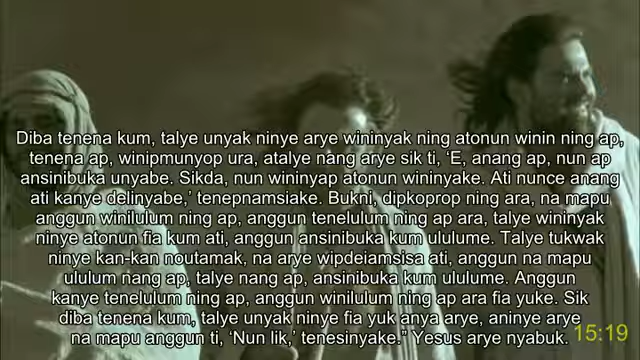 Diba tenena kum, talye unyak ninye arye wininyak ning atonun winin ning ap,
tenena ap, winipmunyop ura, atalye nang arye sik ti, ‘E, anang ap, nun ap
ansinibuka unyabe. Sikda, nun wininyap atonun wininyake. Ati nunce anang
ati kanye delinyabe,’ tenepnamsiake. Bukni, dipkoprop ning ara, na mapu
anggun winilulum ning ap, anggun tenelulum ning ap ara, talye wininyak
ninye atonun fia kum ati, anggun ansinibuka kum ululume. Talye tukwak
ninye kan-kan noutamak, na arye wipdeiamsisa ati, anggun na mapu
ululum nang ap, talye nang ap, ansinibuka kum ululume. Anggun
kanye tenelulum ning ap, anggun winilulum ning ap ara fia yuke. Sik
diba tenena kum, talye unyak ninye fia yuk anya arye, aninye arye
na mapu anggun ti, ‘Nun lik,’ tenesinyake.” Yesus arye nyabuk.
15:19